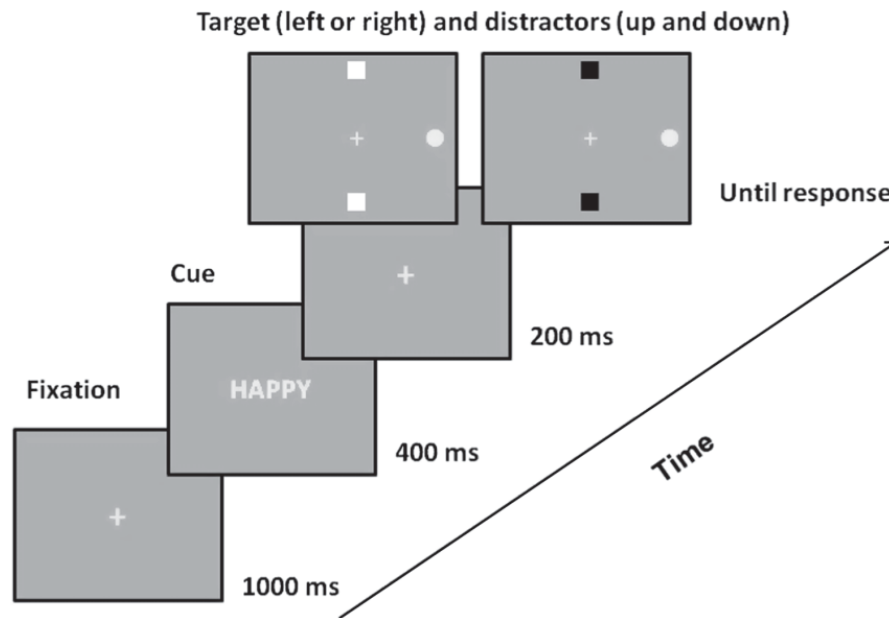 Target (left or right) and distractors (up and down)
Until response
Cue
200 ms
HAPPY
Fixation
400 ms
Time
1000 ms